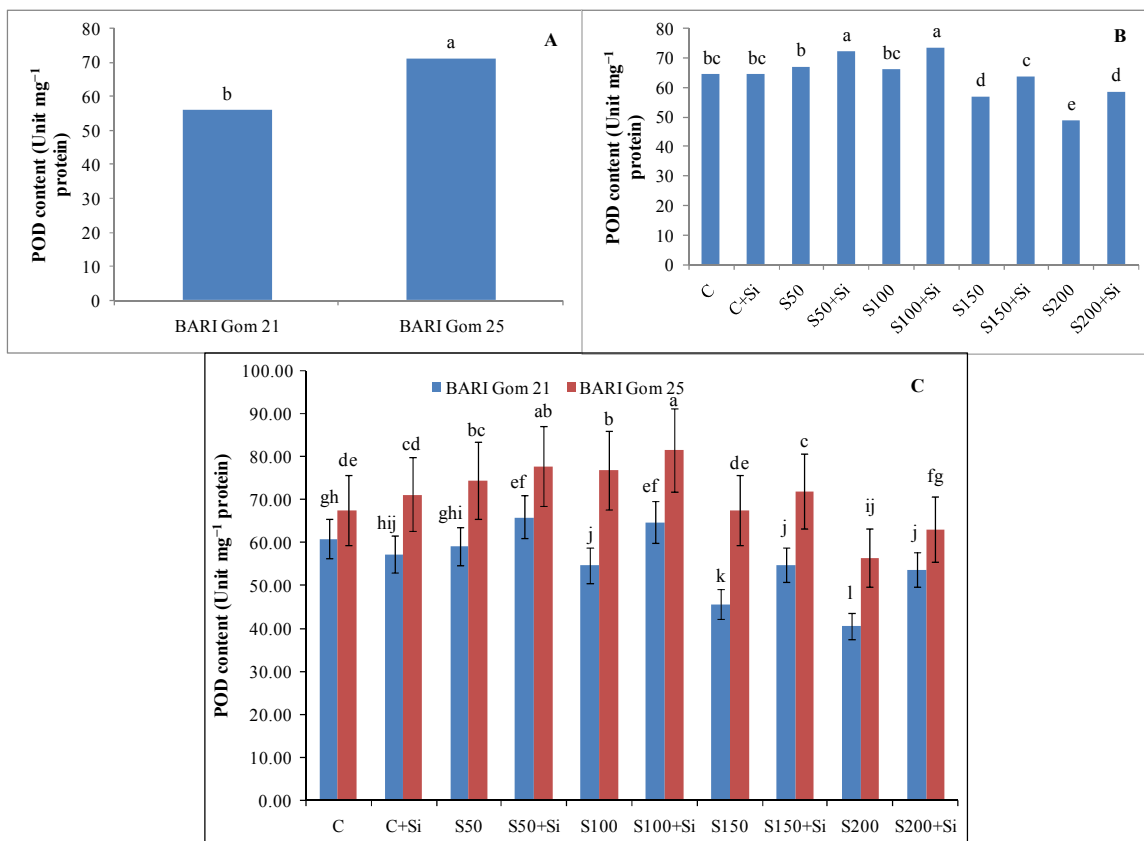 A
POD content (Unit mg⁻¹
protein)
80
70
60
50
40
30
20
10
0
b
a
BARI Gom 21
BARI Gom 25
B
POD content (Unit mg⁻¹
protein)
80
70
60
50
40
30
20
10
0
bc
bc
b
a
bc
a
d
c
e
d
C
C+Si
S50
S50+Si
S100
S100+Si
S150
S150+Si
S200
S200+Si
C
BARI Gom 21
BARI Gom 25
POD content (Unit mg⁻¹ protein)
100.00
90.00
80.00
70.00
60.00
50.00
40.00
30.00
20.00
10.00
0.00
gh
de
hij
cd
ghi
bc
ef
ab
j
b
ef
a
k
de
j
c
l
ij
j
fg
C
C+Si
S50
S50+Si
S100
S100+Si
S150
S150+Si
S200
S200+Si